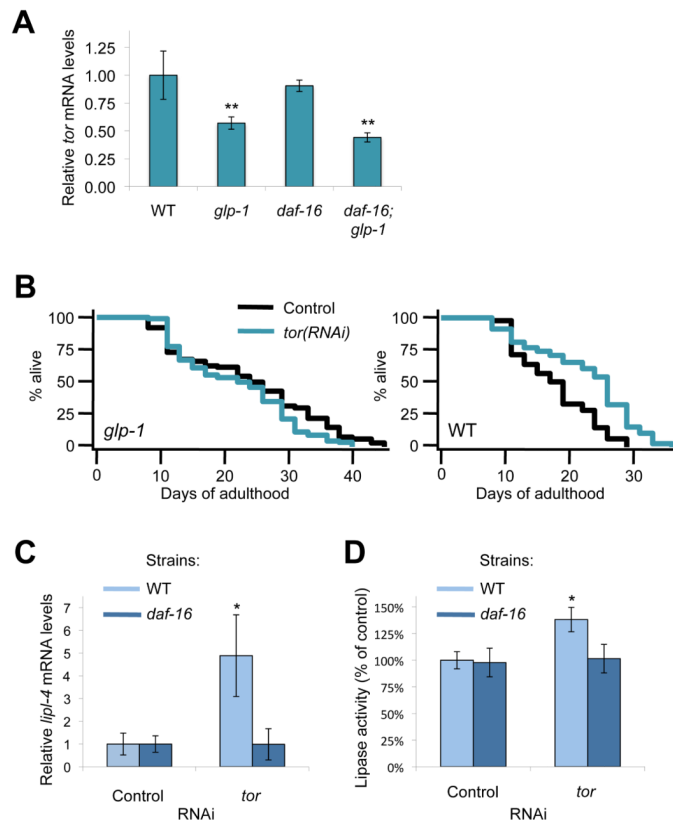 A
Relative tor mRNA levels
1.25
1.00
0.75
0.50
0.25
0.00
**
**
WT
glp-1
daf-16
daf-16;
glp-1
B
Control
tor(RNAi)
% alive
100
75
50
25
0
glp-1
0
10
20
30
40
Days of adulthood
% alive
100
75
50
25
0
WT
0
10
20
30
Days of adulthood
C
Strains:
WT
daf-16
Relative lipl-4 mRNA levels
7
6
5
4
3
2
1
0
*
Control
tor
RNAi
D
Strains:
WT
daf-16
Lipase activity (% of control)
150%
125%
100%
75%
50%
25%
0%
*
Control
tor
RNAi